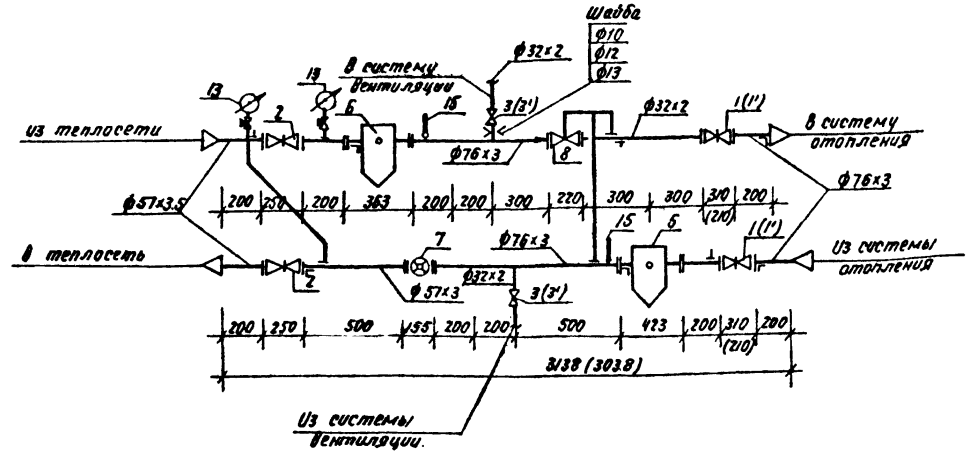 Шайба
Ф10
Ф12
Ф13
Ф32×2
В систему
вентиляции
13
13
2
6
16
3(3')
Ф32×2
1(1')
из теплосети
В систему
отопления
Ф76×3
8
Ф57×3,5
Ф76×3
200 250 200 363 200 200 300 220 300 300 310 200
(210)
15
6
1(1')
7
Ф76×3
В теплосеть
Из системы
отопления
2
Ф57×3
Ф32×2
3(3')
200 250 500 155 200 200 500 423 200 310 200
(210)
3138 (303.8)
Из системы
вентиляции.